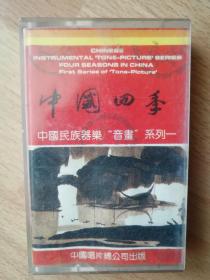 CHINESE
INSTRUMENTAL "TONE-PICTURE" SERIES
FOUR SEASONS IN CHINA
First Series of "Tone-Picture"
中國四季
中國民族器樂"音畫"系列一
中國唱片總公司出版